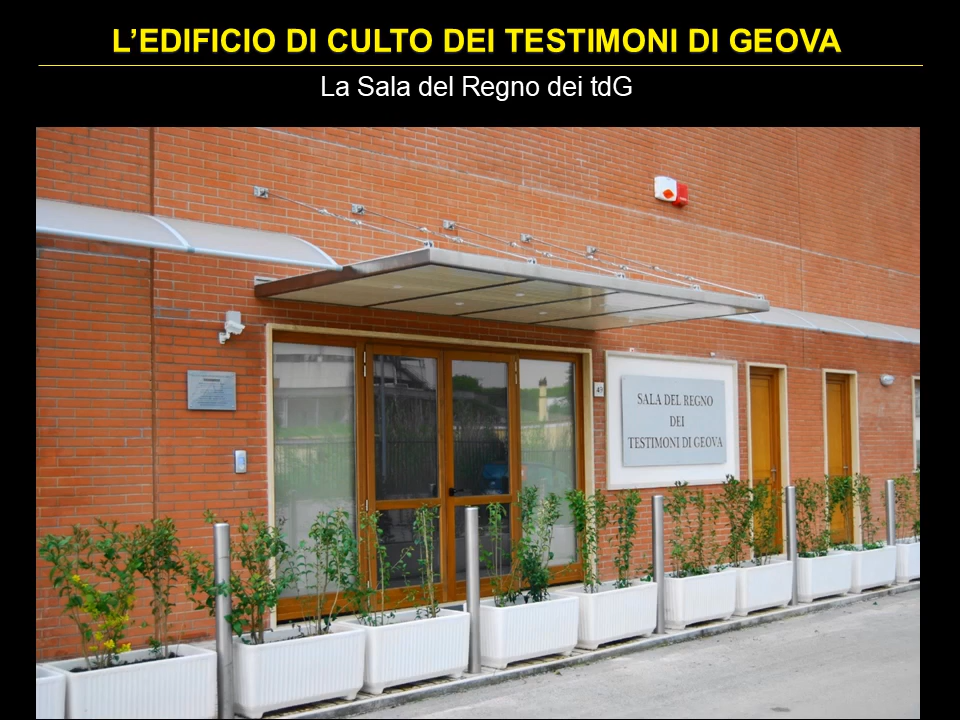 L’EDIFICIO DI CULTO DEI TESTIMONI DI GEOVA
La Sala del Regno dei tdG
SALA DEL REGNO
DEI
TESTIMONI DI GEOVA